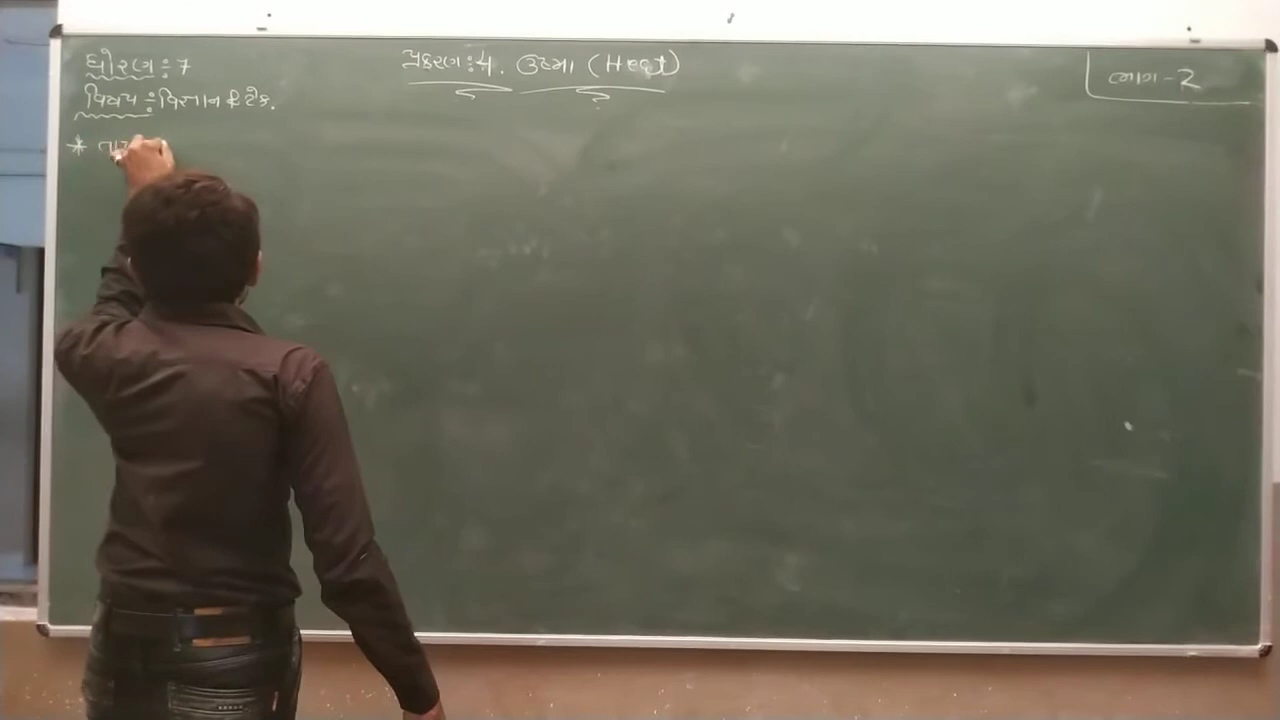 ધોરણ : 7
પ્રકરણ : 4. ઉષ્મા (Heat)
ભાગ - 2
વિષય : વિજ્ઞાન & ટેક.
*